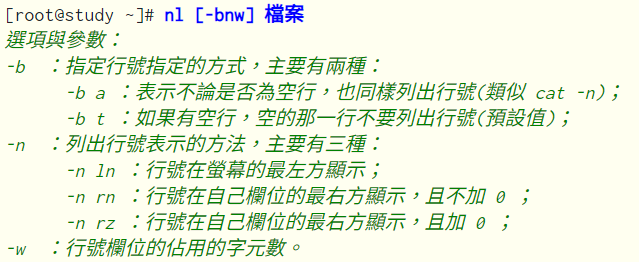 [root@study ~]# nl [-bnw] 檔案
選項與參數：
-b  ：指定行號指定的方式，主要有兩種：
     -b a ：表示不論是否為空行，也同樣列出行號(類似 cat -n)；
     -b t ：如果有空行，空的那一行不要列出行號(預設值)；
-n  ：列出行號表示的方法，主要有三種：
     -n ln ：行號在螢幕的最左方顯示；
     -n rn ：行號在自己欄位的最右方顯示，且不加 0 ；
     -n rz ：行號在自己欄位的最右方顯示，且加 0 ；
-w  ：行號欄位的佔用的字元數。